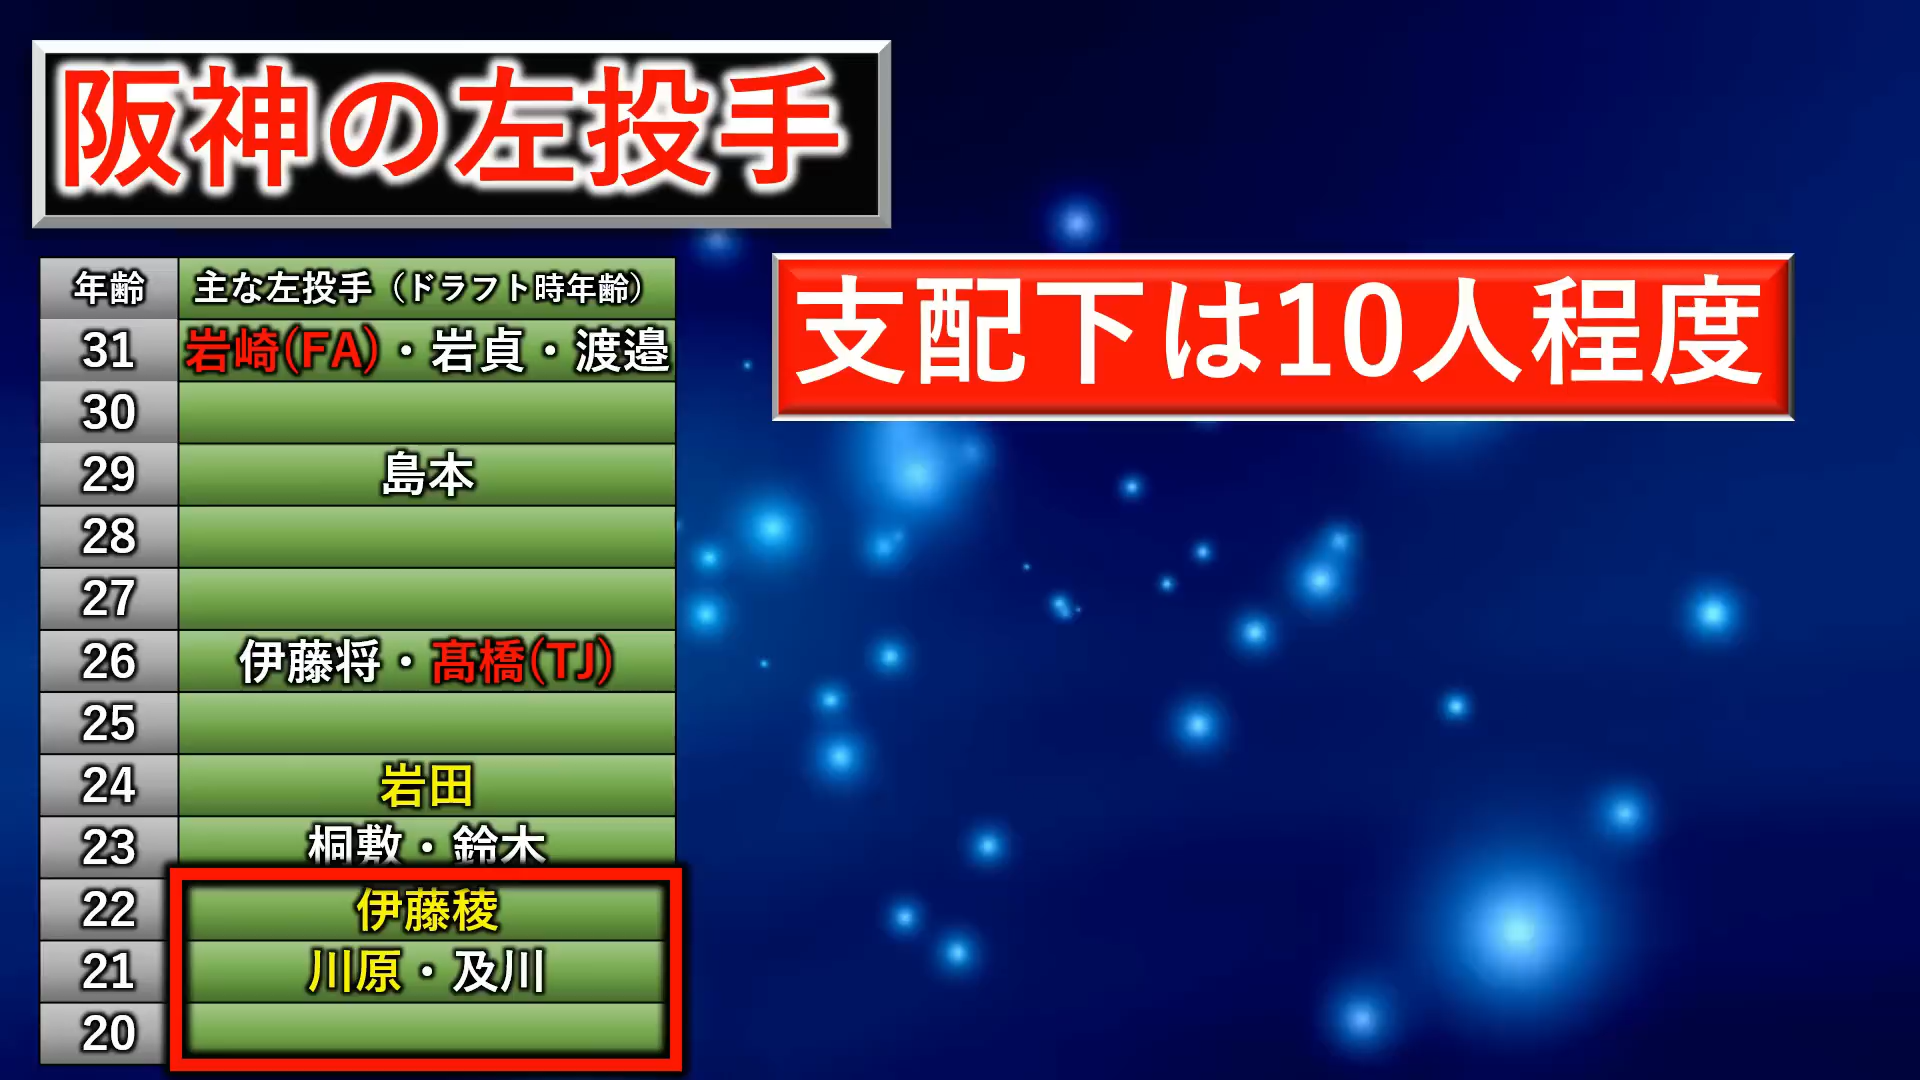 阪神の左投手
支配下は10人程度
年齢 主な左投手（ドラフト時年齢）
31 岩崎(FA)・岩貞・渡邉
30
29 島本
28
27
26 伊藤将・髙橋(TJ)
25
24 岩田
23 桐敷・鈴木
22 伊藤稜
21 川原・及川
20